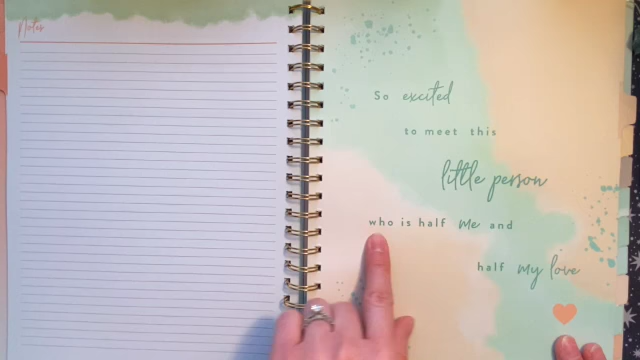 Notes
So excited
to meet this
little person
who is half me and
half my love